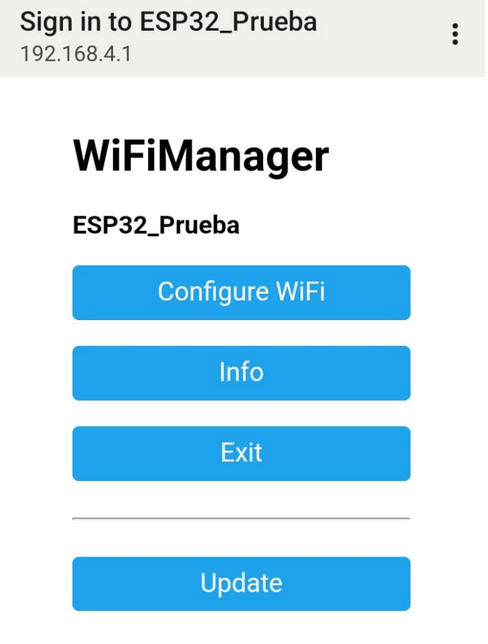 Sign in to ESP32_Prueba
192.168.4.1
WiFiManager
ESP32_Prueba
Configure WiFi
Info
Exit
Update